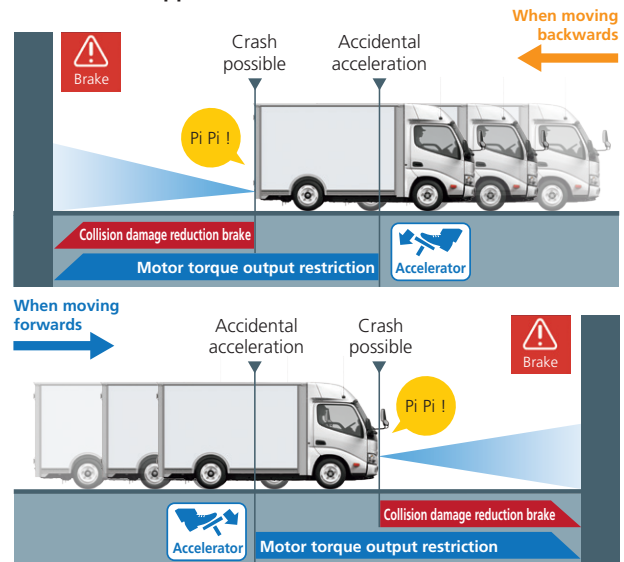 When moving
backwards
Crash
possible
Accidental
acceleration
Brake
Pi Pi !
Collision damage reduction brake
Motor torque output restriction
Accelerator
When moving
forwards
Accidental
acceleration
Crash
possible
Brake
Pi Pi !
Collision damage reduction brake
Accelerator
Motor torque output restriction